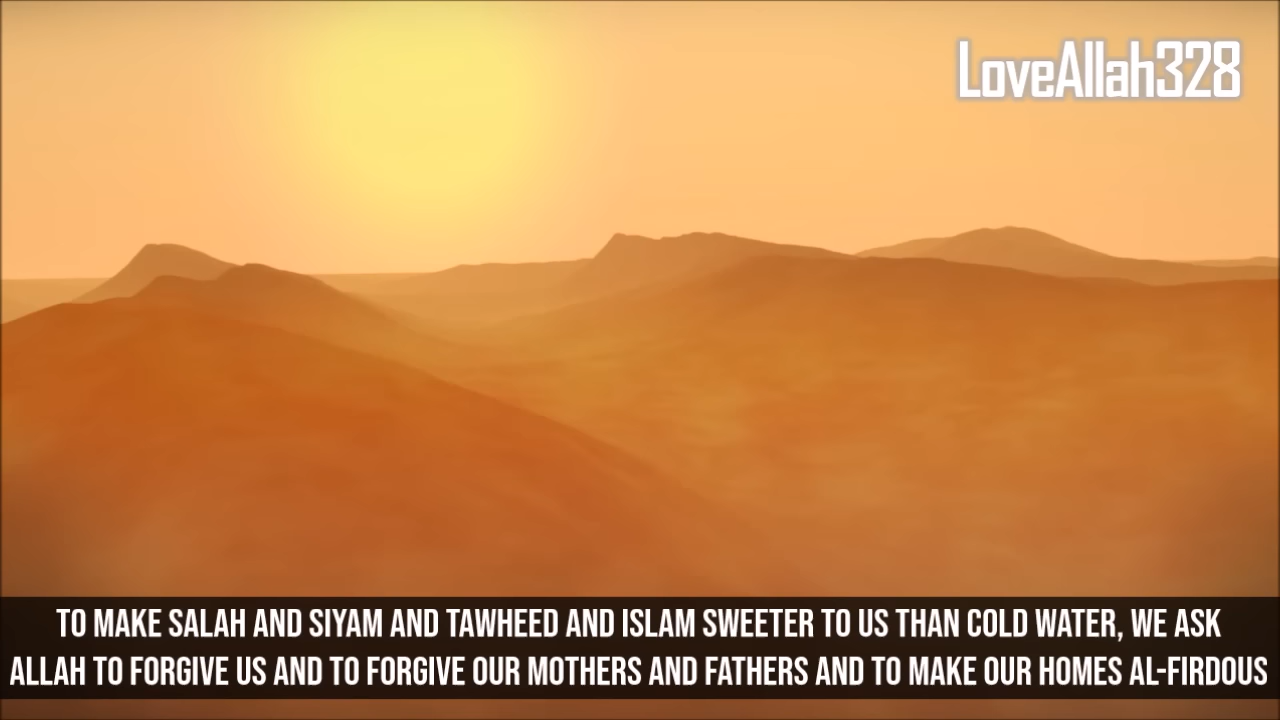 LoveAllah328
TO MAKE SALAH AND SIYAM AND TAWHEED AND ISLAM SWEETER TO US THAN COLD WATER, WE ASK
ALLAH TO FORGIVE US AND TO FORGIVE OUR MOTHERS AND FATHERS AND TO MAKE OUR HOMES AL-FIRDOUS